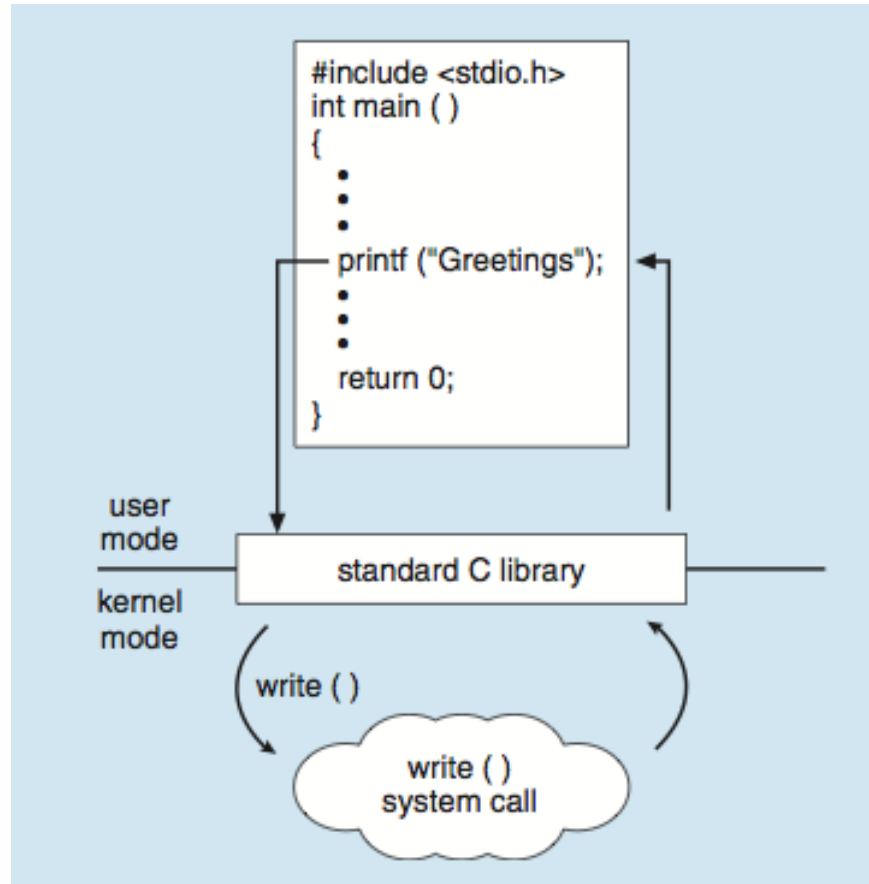 #include <stdio.h>
int main ( )
{
•
•
•
printf ("Greetings");
•
•
•
return 0;
}
user
mode
standard C library
kernel
mode
write ( )
write ( )
system call